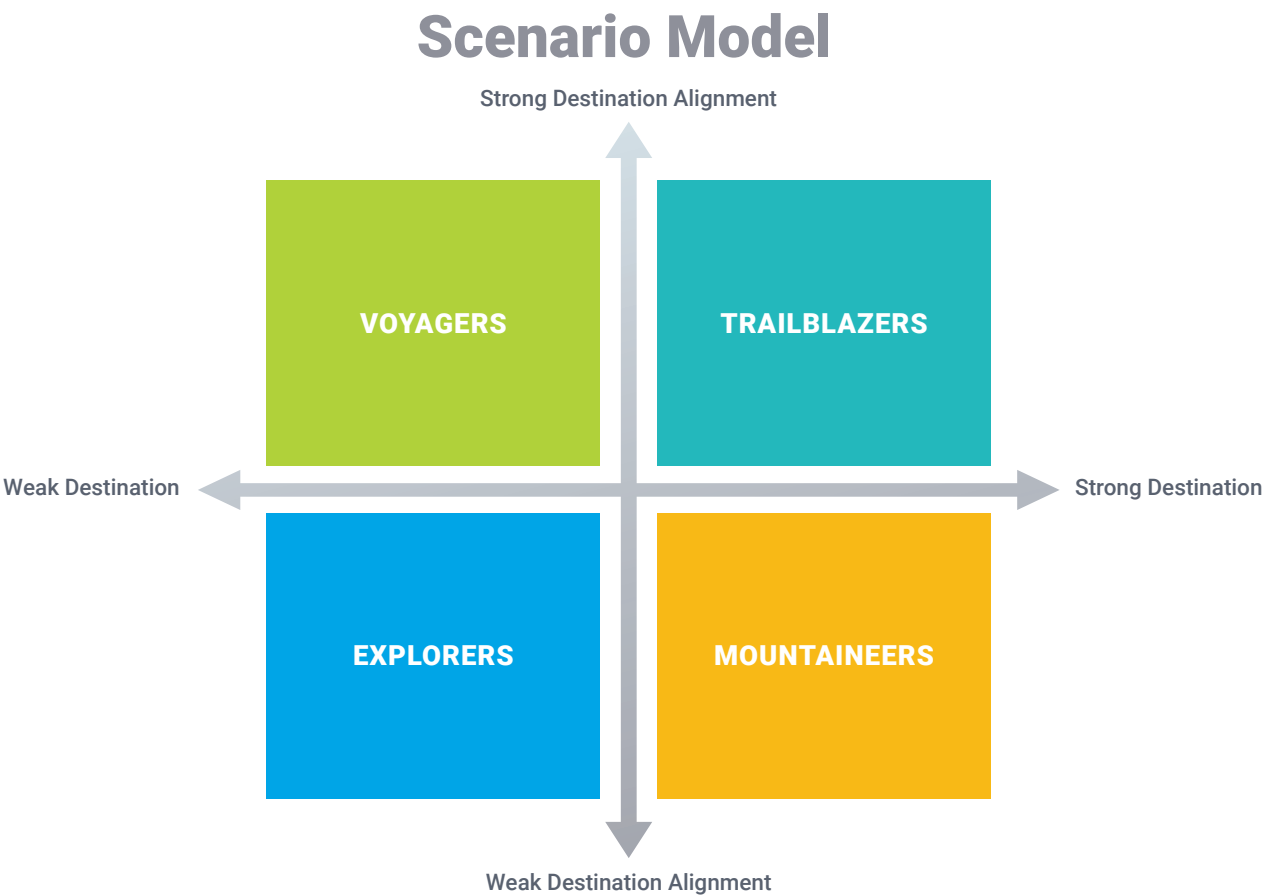 Scenario Model
Strong Destination Alignment
VOYAGERS
TRAILBLAZERS
Weak Destination
Strong Destination
EXPLORERS
MOUNTAINEERS
Weak Destination Alignment